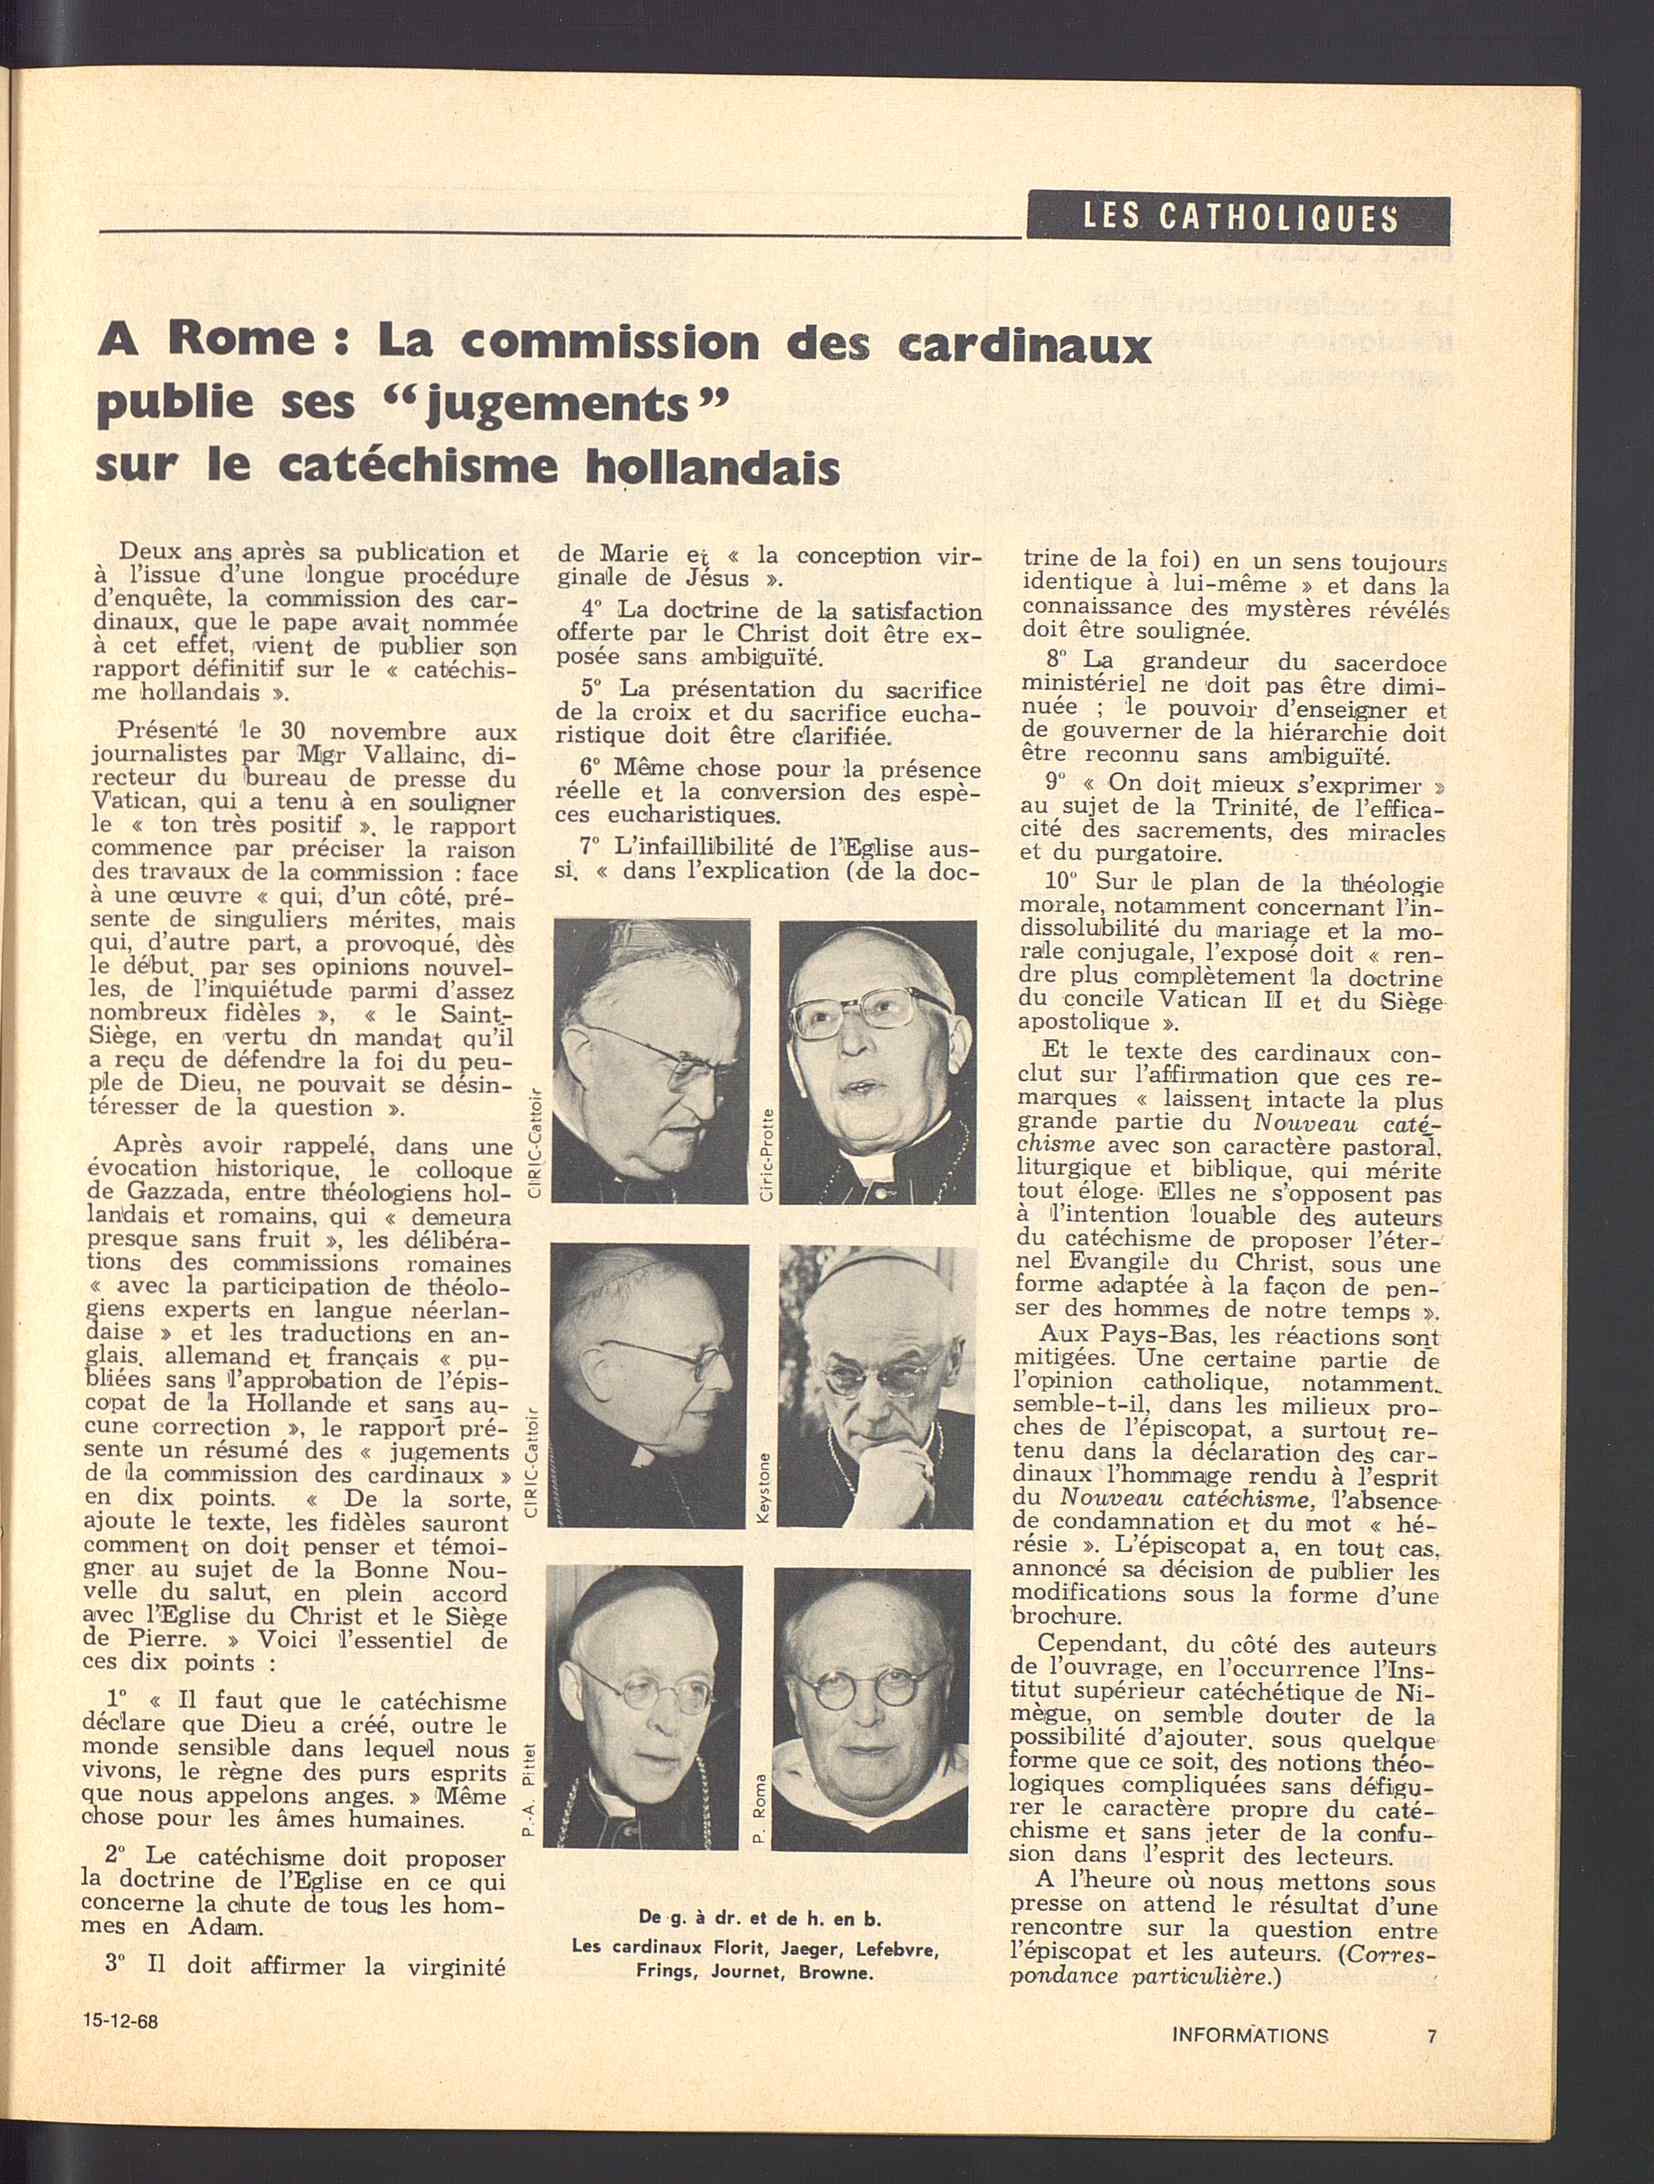 LES CATHOLIQUES
A Rome : La commission des cardinaux
publie ses “jugements”
sur le catéchisme hollandais
Deux ans après sa publication et
à l'issue d'une longue procédure
d'enquête, la commission des car-
dinaux, que le pape avait nommée
à cet effet, vient de publier son
rapport définitif sur le « catéchis-
me hollandais ».
Présenté le 30 novembre aux
journalistes par Mgr Vallainc, di-
recteur du bureau de presse du
Vatican, qui a tenu à en souligner
le « ton très positif ». le rapport
commence par préciser la raison
des travaux de la commission : face
à une œuvre « qui, d'un côté, pré-
sente de singuliers mérites, mais
qui, d'autre part, a provoqué, dès
le début. par ses opinions nouvel-
les, de l'inquiétude parmi d'assez
nombreux fidèles », « le Saint-
Siège, en vertu dn mandat qu'il
a reçu de défendre la foi du peu-
ple de Dieu, ne pouvait se désin-
téresser de la question ».
Après avoir rappelé, dans une
évocation historique, le colloque
de Gazzada, entre théologiens hol-
landais et romains, qui « demeura
presque sans fruit », les délibéra-
tions des commissions romaines
« avec la participation de théolo-
giens experts en langue néerlan-
daise » et les traductions en an-
glais. allemand et français « pu-
bliées sans l'approbation de l'épis-
copat de la Hollande et sans au-
cune correction », le rapport pré-
sente un résumé des « jugements
de la commission des cardinaux »
en dix points. « De la sorte,
ajoute le texte, les fidèles sauront
comment on doit penser et témoi-
gner au sujet de la Bonne Nou-
velle du salut, en plein accord
avec l'Eglise du Christ et le Siège
de Pierre. » Voici l'essentiel de
ces dix points :
1° « Il faut que le catéchisme
déclare que Dieu a créé, outre le
monde sensible dans lequel nous
vivons, le règne des purs esprits
que nous appelons anges. » Même
chose pour les âmes humaines.
2° Le catéchisme doit proposer
la doctrine de l'Eglise en ce qui
concerne la chute de tous les hom-
mes en Adam.
3° Il doit affirmer la virginité
de Marie et « la conception vir-
ginale de Jésus ».
4° La doctrine de la satisfaction
offerte par le Christ doit être ex-
posée sans ambiguïté.
5° La présentation du sacrifice
de la croix et du sacrifice eucha-
ristique doit être clarifiée.
6° Même chose pour la présence
réelle et la conversion des espè-
ces eucharistiques.
7° L'infaillibilité de l'Eglise aus-
si. « dans l'explication (de la doc-
CIRIC-Cattoir
Ciric-Protte
CIRIC-Cattoir
Keystone
P.-A. Pittet
P. Roma
De g. à dr. et de h. en b.
Les cardinaux Florit, Jaeger, Lefebvre,
Frings, Journet, Browne.
trine de la foi) en un sens toujours
identique à lui-même » et dans la
connaissance des mystères révélés
doit être soulignée.
8° La grandeur du sacerdoce
ministériel ne doit pas être dimi-
nuée ; le pouvoir d'enseigner et
de gouverner de la hiérarchie doit
être reconnu sans ambiguïté.
9° « On doit mieux s'exprimer »
au sujet de la Trinité, de l'effica-
cité des sacrements, des miracles
et du purgatoire.
10° Sur le plan de la théologie
morale, notamment concernant l'in-
dissolubilité du mariage et la mo-
rale conjugale, l'exposé doit « ren-
dre plus complètement la doctrine
du concile Vatican II et du Siège
apostolique ».
Et le texte des cardinaux con-
clut sur l'affirmation que ces re-
marques « laissent intacte la plus
grande partie du Nouveau caté-
chisme avec son caractère pastoral.
liturgique et biblique, qui mérite
tout éloge. Elles ne s'opposent pas
à l'intention louable des auteurs
du catéchisme de proposer l'éter-
nel Evangile du Christ, sous une
forme adaptée à la façon de pen-
ser des hommes de notre temps ».
Aux Pays-Bas, les réactions sont
mitigées. Une certaine partie de
l'opinion catholique, notamment.
semble-t-il, dans les milieux pro-
ches de l'épiscopat, a surtout re-
tenu dans la déclaration des car-
dinaux l'hommage rendu à l'esprit
du Nouveau catéchisme, l'absence
de condamnation et du mot « hé-
résie ». L'épiscopat a, en tout cas,
annoncé sa décision de publier les
modifications sous la forme d'une
brochure.
Cependant, du côté des auteurs
de l'ouvrage, en l'occurrence l'Ins-
titut supérieur catéchétique de Ni-
mègue, on semble douter de la
possibilité d'ajouter. sous quelque
forme que ce soit, des notions théo-
logiques compliquées sans défigu-
rer le caractère propre du caté-
chisme et sans jeter de la confu-
sion dans l'esprit des lecteurs.
A l'heure où nous mettons sous
presse on attend le résultat d'une
rencontre sur la question entre
l'épiscopat et les auteurs. (Corres-
pondance particulière.)
15-12-68
INFORMATIONS 7